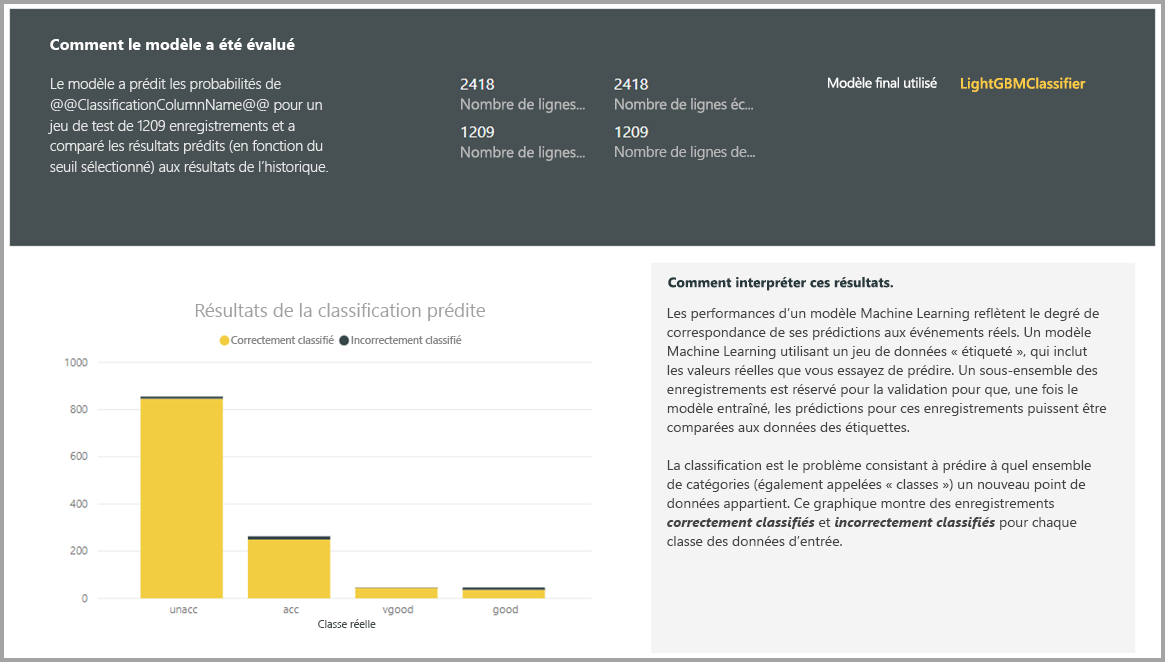 Comment le modèle a été évalué
Le modèle a prédit les probabilités de
@@ClassificationColumnName@@ pour un
jeu de test de 1209 enregistrements et a
comparé les résultats prédits (en fonction du
seuil sélectionné) aux résultats de l’historique.
2418
Nombre de lignes...
2418
Nombre de lignes éc...
1209
Nombre de lignes...
1209
Nombre de lignes de...
Modèle final utilisé
LightGBMClassifier
Résultats de la classification prédite
Correctement classifié
Incorrectement classifié
1000
800
600
400
200
0
unacc
acc
vgood
good
Classe réelle
Comment interpréter ces résultats.
Les performances d’un modèle Machine Learning reflètent le degré de
correspondance de ses prédictions aux événements réels. Un modèle
Machine Learning utilisant un jeu de données « étiqueté », qui inclut
les valeurs réelles que vous essayez de prédire. Un sous-ensemble des
enregistrements est réservé pour la validation pour que, une fois le
modèle entraîné, les prédictions pour ces enregistrements puissent être
comparées aux données des étiquettes.
La classification est le problème consistant à prédire à quel ensemble
de catégories (également appelées « classes ») un nouveau point de
données appartient. Ce graphique montre des enregistrements
correctement classifiés et incorrectement classifiés pour chaque
classe des données d’entrée.